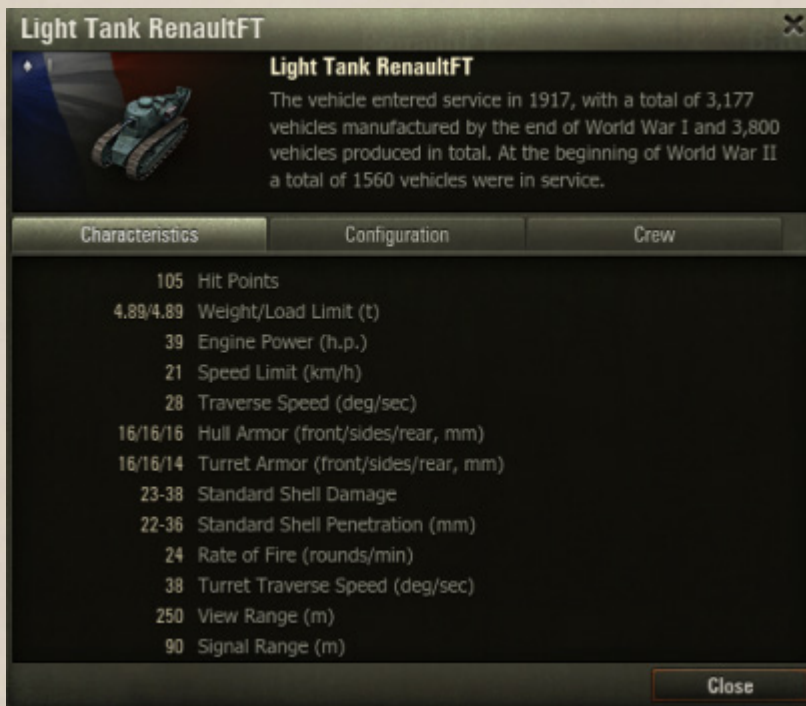 Light Tank RenaultFT
Light Tank RenaultFT
The vehicle entered service in 1917, with a total of 3,177
vehicles manufactured by the end of World War I and 3,800
vehicles produced in total. At the beginning of World War II
a total of 1560 vehicles were in service.
Characteristics Configuration Crew
105 Hit Points
4.89/4.89 Weight/Load Limit (t)
39 Engine Power (h.p.)
21 Speed Limit (km/h)
28 Traverse Speed (deg/sec)
16/16/16 Hull Armor (front/sides/rear, mm)
16/16/14 Turret Armor (front/sides/rear, mm)
23-38 Standard Shell Damage
22-36 Standard Shell Penetration (mm)
24 Rate of Fire (rounds/min)
38 Turret Traverse Speed (deg/sec)
250 View Range (m)
90 Signal Range (m)
Close